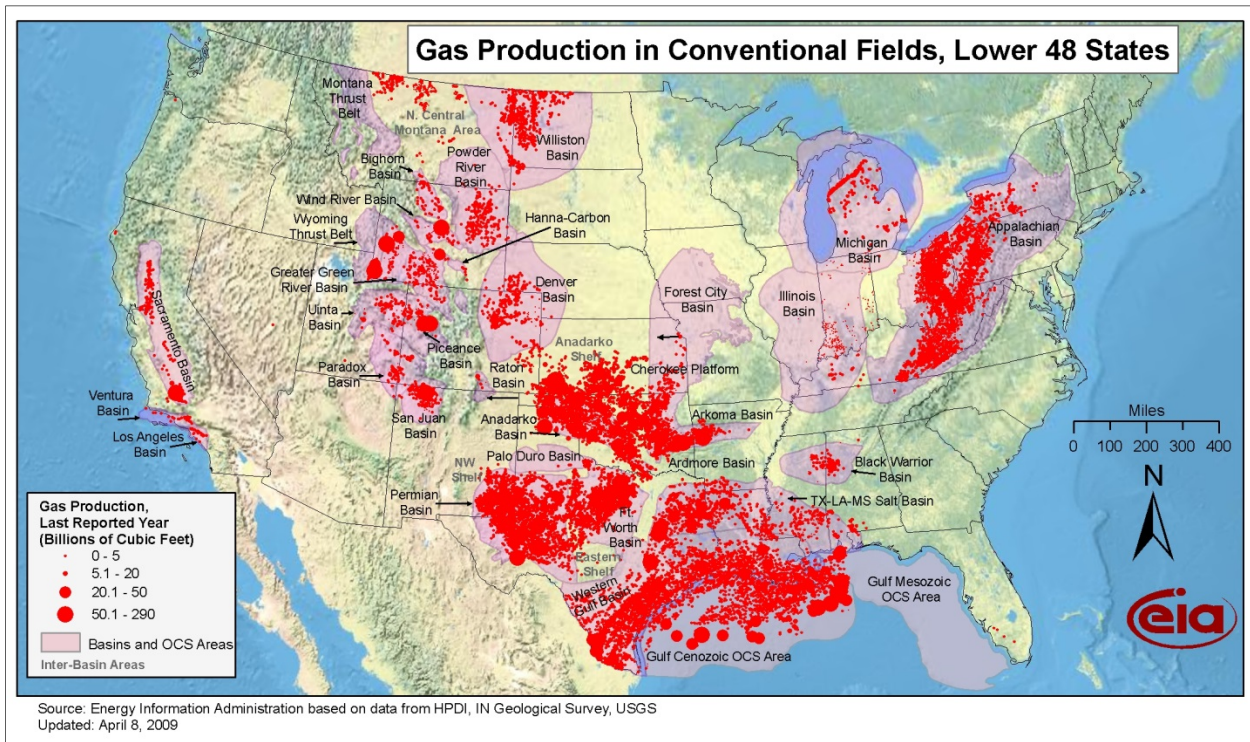 Gas Production in Conventional Fields, Lower 48 States
Montana
Thrust
Belt
N. Central
Montana Area
Williston
Basin
Bighorn
Basin
Powder
River
Basin
Wind River Basin
Wyoming
Thrust Belt
Hanna-Carbon
Basin
Greater Green
River Basin
Denver
Basin
Forest City
Basin
Illinois
Basin
Michigan
Basin
Appalachian
Basin
Sacramento Basin
Uinta
Basin
Piceance
Basin
Anadarko
Shelf
Paradox
Basin
Raton
Basin
Cherokee Platform
Ventura
Basin
Los Angeles
Basin
San Juan
Basin
Anadarko
Basin
Arkoma Basin
Palo Duro Basin
Ardmore Basin
NW
Shelf
Black Warrior
Basin
Permian
Basin
Ft.
Worth
Basin
TX-LA-MS Salt Basin
Eastern
Shelf
Western
Gulf Basin
Gulf Mesozoic
OCS Area
Gulf Cenozoic OCS Area
Miles
0 100 200 300 400
N
eia
Gas Production,
Last Reported Year
(Billions of Cubic Feet)
0 - 5
5.1 - 20
20.1 - 50
50.1 - 290
Basins and OCS Areas
Inter-Basin Areas
Source: Energy Information Administration based on data from HPDI, IN Geological Survey, USGS
Updated: April 8, 2009